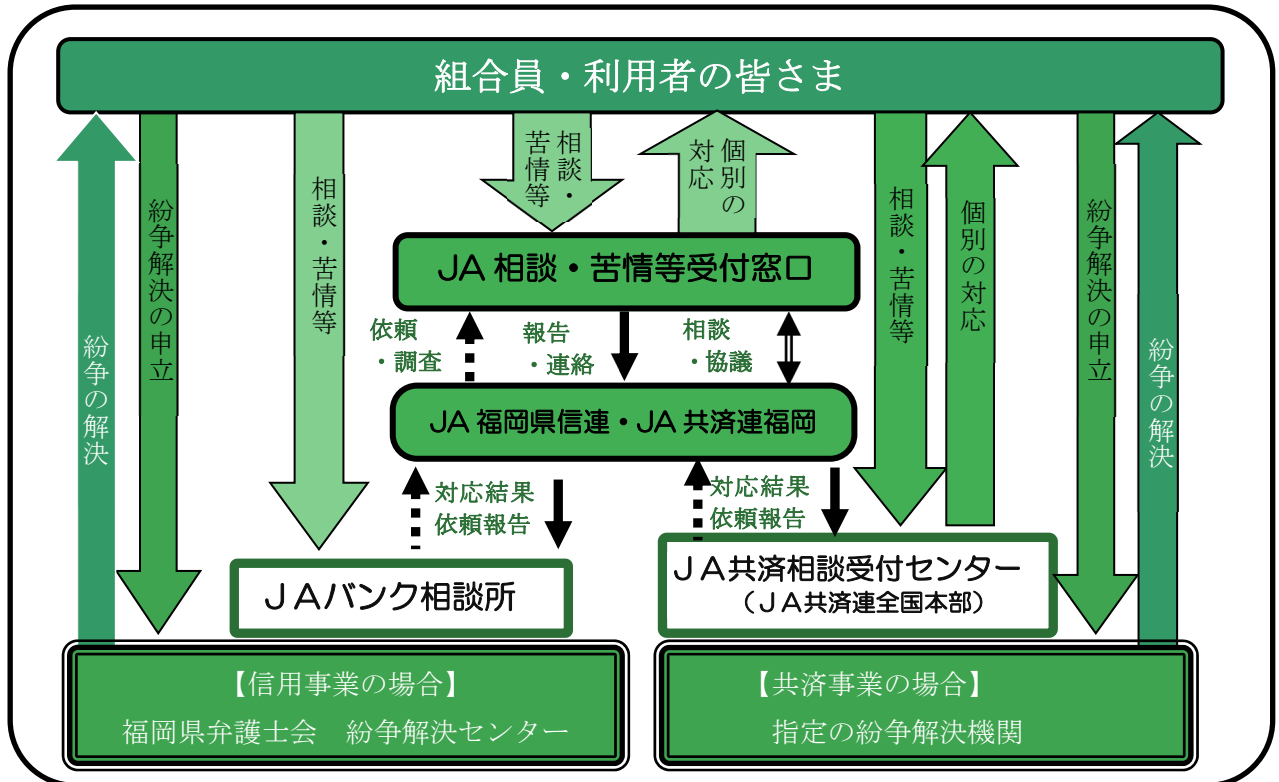 組合員・利用者の皆さま
紛争の解決
紛争解決の申立
相談・苦情等
相談・
苦情等
個別の
対応
相談・苦情等
個別の対応
紛争解決の申立
紛争の解決
JA 相談・苦情等受付窓口
依頼
・調査
報告
・連絡
相談
・協議
JA 福岡県信連・JA 共済連福岡
対応結果
依頼報告
対応結果
依頼報告
ＪＡバンク相談所
ＪＡ共済相談受付センター
（ＪＡ共済連全国本部）
【信用事業の場合】
福岡県弁護士会　紛争解決センター
【共済事業の場合】
指定の紛争解決機関